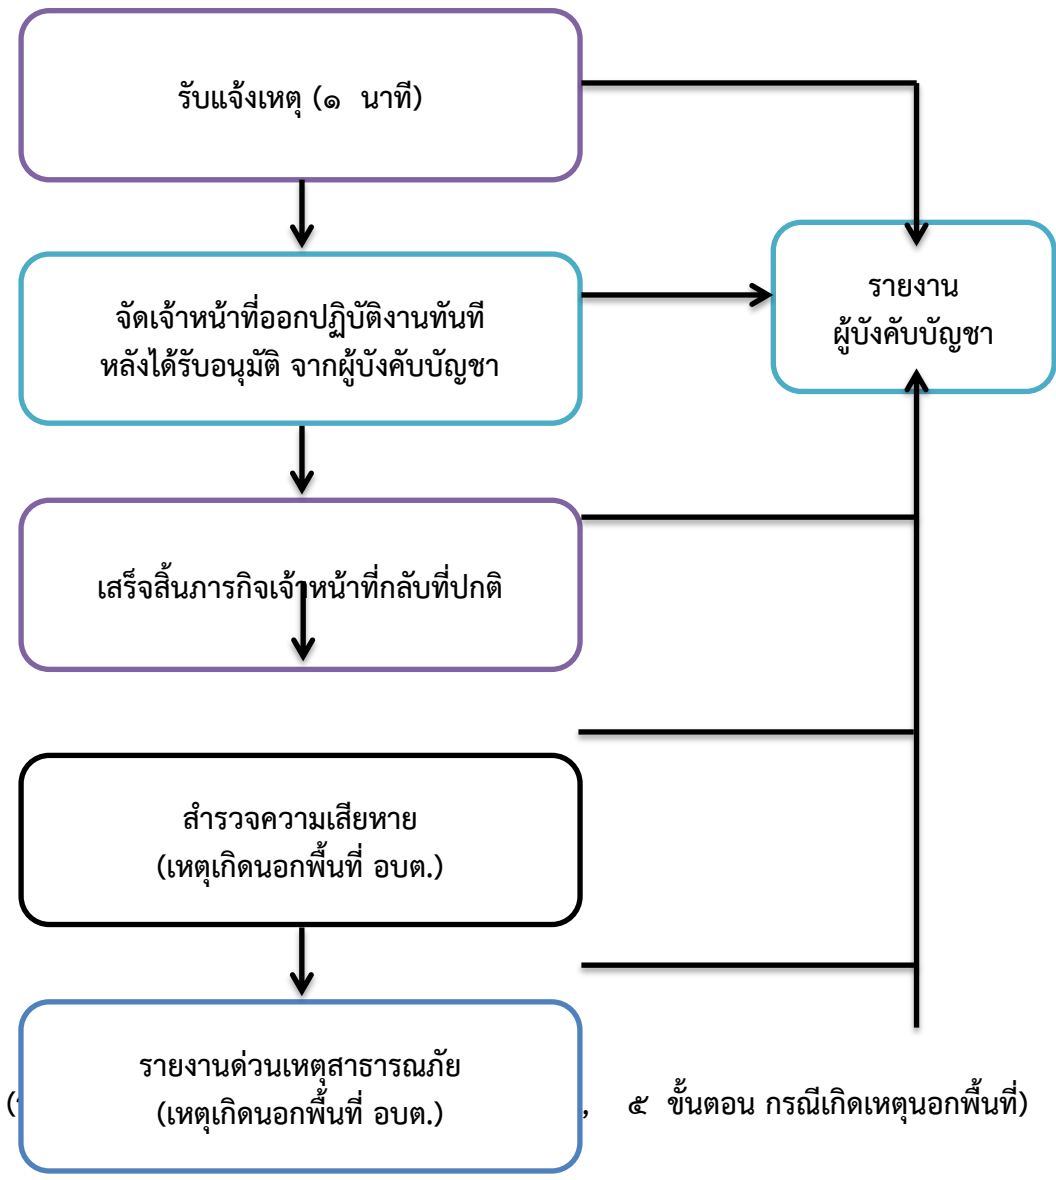 รับแจ้งเหตุ (๑ นาที)
จัดเจ้าหน้าที่ออกปฏิบัติงานทันที
หลังได้รับอนุมัติ จากผู้บังคับบัญชา
รายงาน
ผู้บังคับบัญชา
เสร็จสิ้นภารกิจเจ้าหน้าที่กลับที่ปกติ
สำรวจความเสียหาย
(เหตุเกิดนอกพื้นที่ อบต.)
รายงานด่วนเหตุสาธารณภัย
(เหตุเกิดนอกพื้นที่ อบต.)
( , ๕ ขั้นตอน กรณีเกิดเหตุนอกพื้นที่)